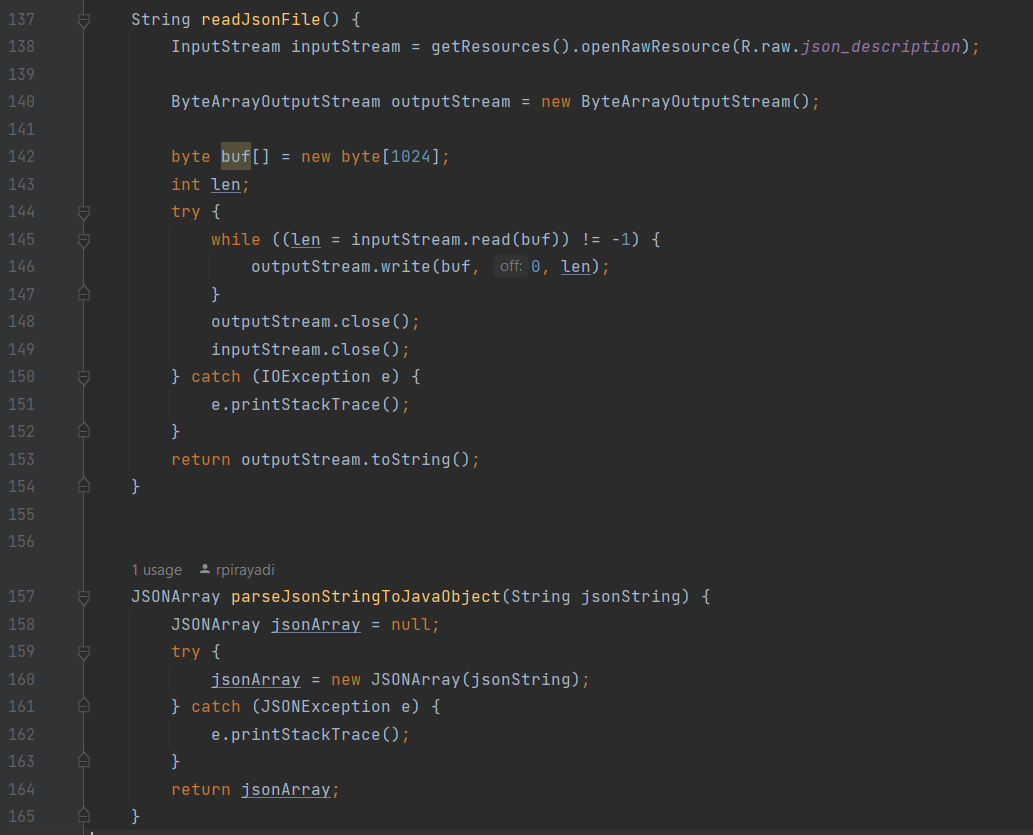 137 String readJsonFile() {
138 InputStream inputStream = getResources().openRawResource(R.raw.json_description);
139
140 ByteArrayOutputStream outputStream = new ByteArrayOutputStream();
141
142 byte buf[] = new byte[1024];
143 int len;
144 try {
145 while ((len = inputStream.read(buf)) != -1) {
146 outputStream.write(buf, off: 0, len);
147 }
148 outputStream.close();
149 inputStream.close();
150 } catch (IOException e) {
151 e.printStackTrace();
152 }
153 return outputStream.toString();
154 }
155
156
1 usage rpirayadi
157 JSONArray parseJsonStringToJavaObject(String jsonString) {
158 JSONArray jsonArray = null;
159 try {
160 jsonArray = new JSONArray(jsonString);
161 } catch (JSONException e) {
162 e.printStackTrace();
163 }
164 return jsonArray;
165 }